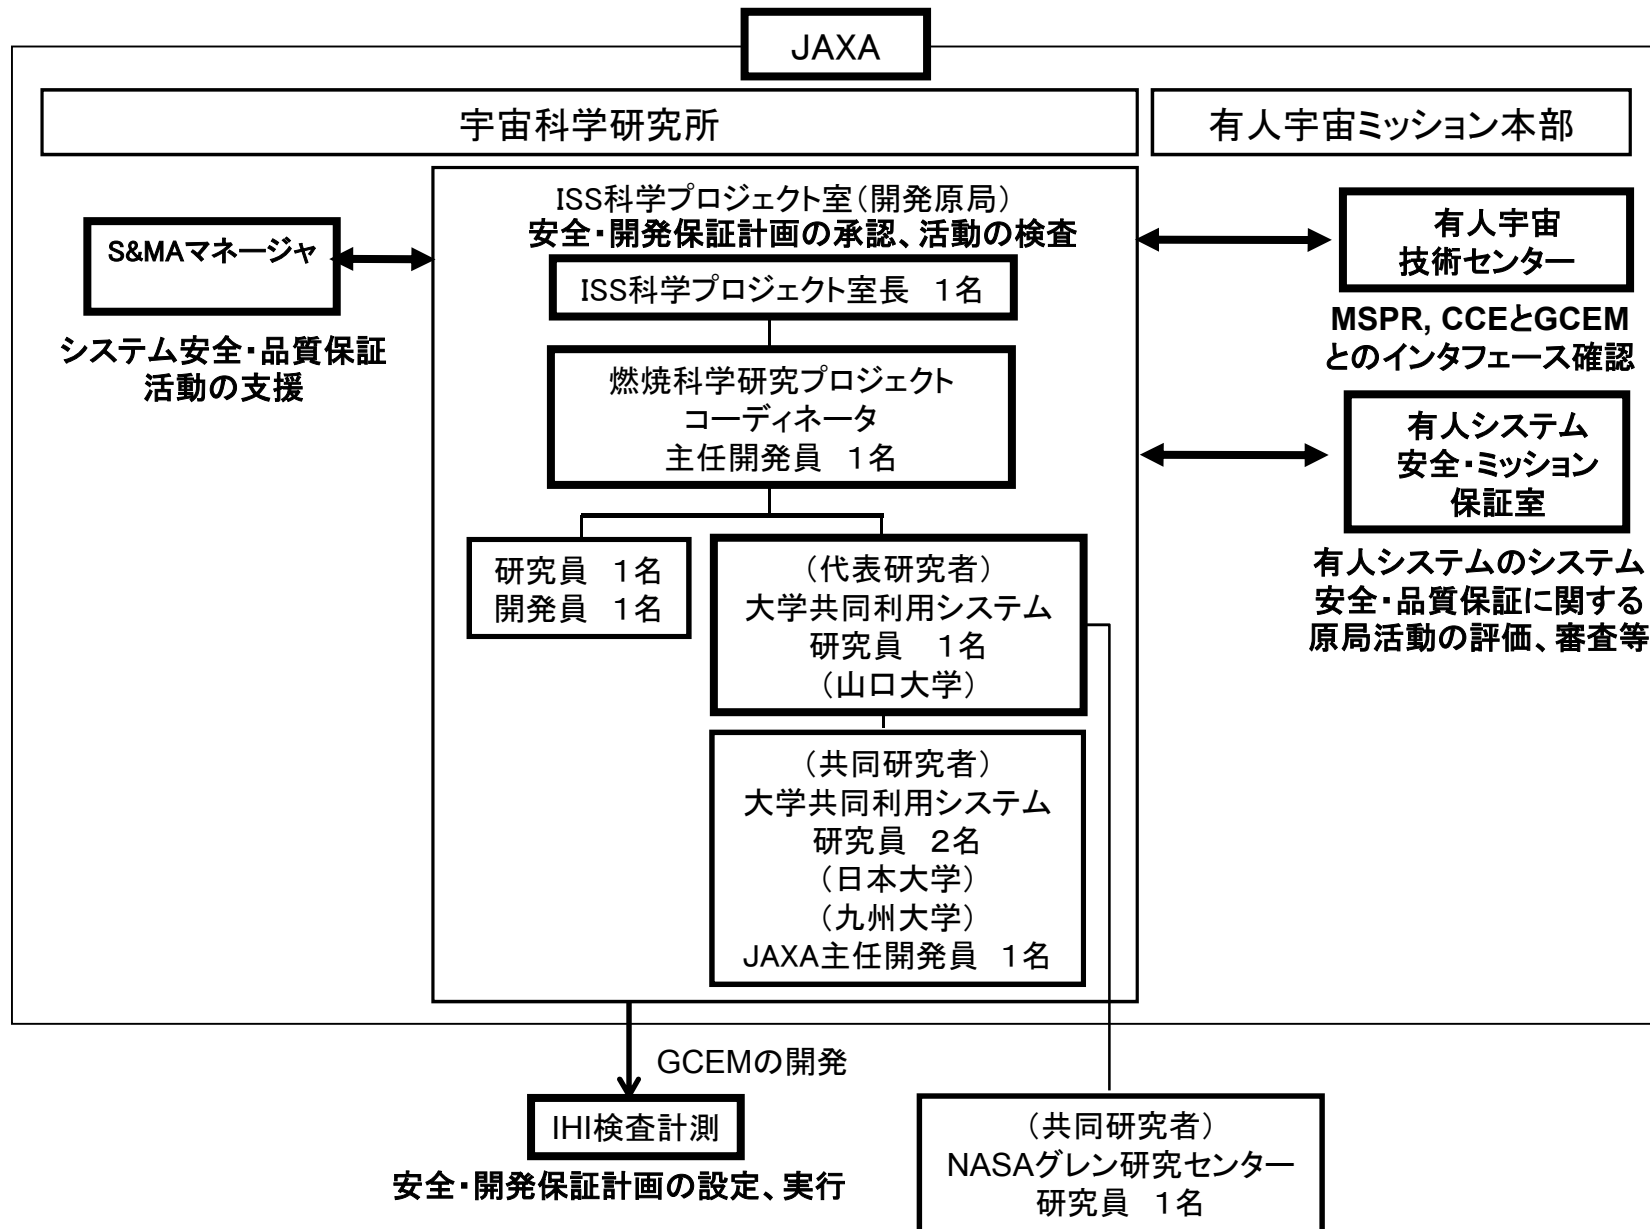 JAXA
宇宙科学研究所
有人宇宙ミッション本部
ISS科学プロジェクト室（開発原局）
安全・開発保証計画の承認、活動の検査
S&MAマネージャ
システム安全・品質保証
活動の支援
ISS科学プロジェクト室長　１名
燃焼科学研究プロジェクト
コーディネータ
主任開発員　１名
研究員　１名
開発員　１名
（代表研究者）
大学共同利用システム
研究員　１名
（山口大学）
（共同研究者）
大学共同利用システム
研究員　２名
（日本大学）
（九州大学）
JAXA主任開発員　１名
有人宇宙
技術センター
MSPR, CCEとGCEM
とのインタフェース確認
有人システム
安全・ミッション
保証室
有人システムのシステム
安全・品質保証に関する
原局活動の評価、審査等
GCEMの開発
IHI検査計測
安全・開発保証計画の設定、実行
（共同研究者）
NASAグレン研究センター
研究員　１名